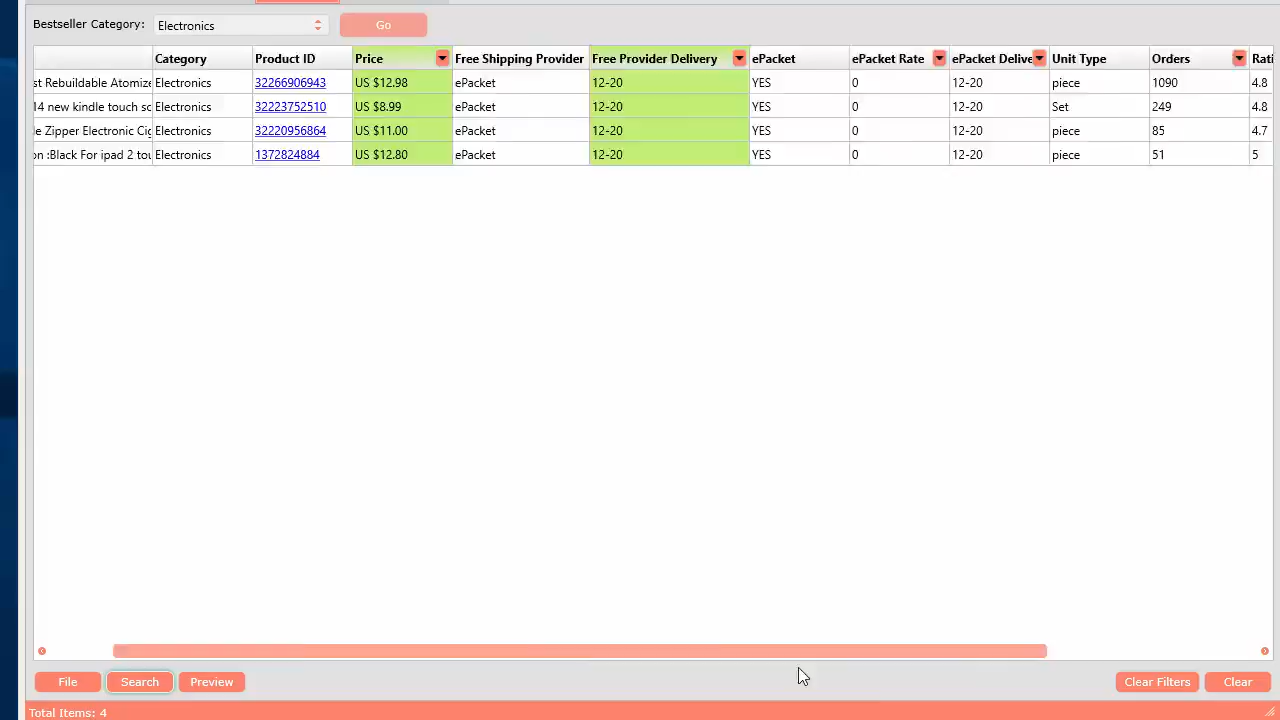 Bestseller Category: Electronics Go
Category Product ID Price Free Shipping Provider Free Provider Delivery ePacket ePacket Rate ePacket Delive Unit Type Orders Rati
st Rebuildable Atomize Electronics 32266906943 US $12.98 ePacket 12-20 YES 0 12-20 piece 1090 4.8
14 new kindle touch sc Electronics 32223752510 US $8.99 ePacket 12-20 YES 0 12-20 Set 249 4.8
le Zipper Electronic Cig Electronics 32220956864 US $11.00 ePacket 12-20 YES 0 12-20 piece 85 4.7
on :Black For ipad 2 tou Electronics 1372824884 US $12.80 ePacket 12-20 YES 0 12-20 piece 51 5
File Search Preview Clear Filters Clear
Total Items: 4